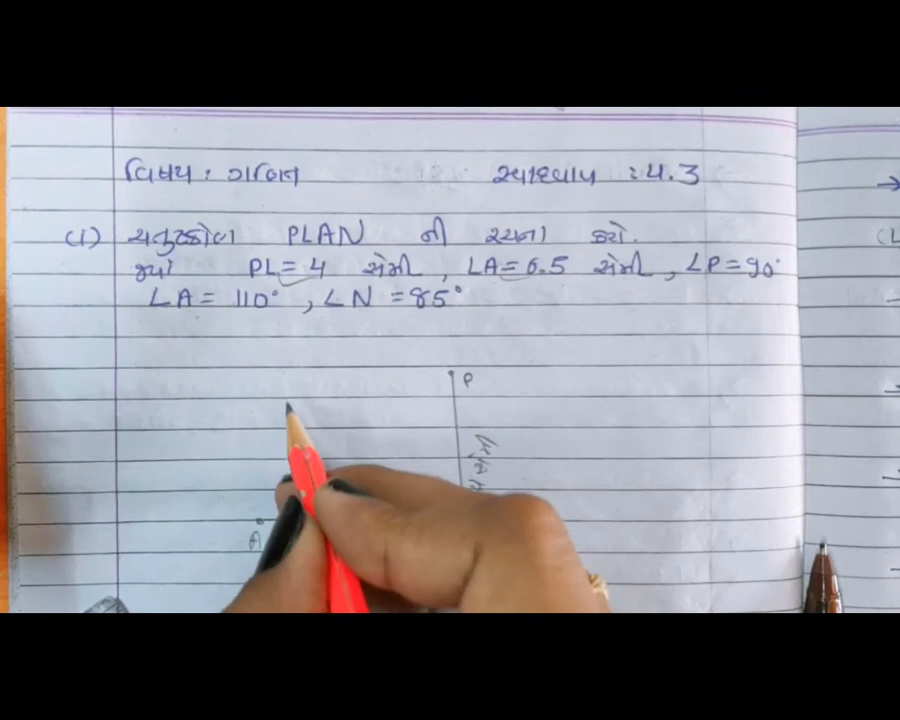 વિષય : ગણિત સ્વાધ્યાય : 4.3
(1) ચતુષ્કોણ PLAN ની રચના કરો.
જ્યાં PL = 4 સેમી , LA = 6.5 સેમી , ∠P = 90°
∠A = 110° , ∠N = 85°
P
A